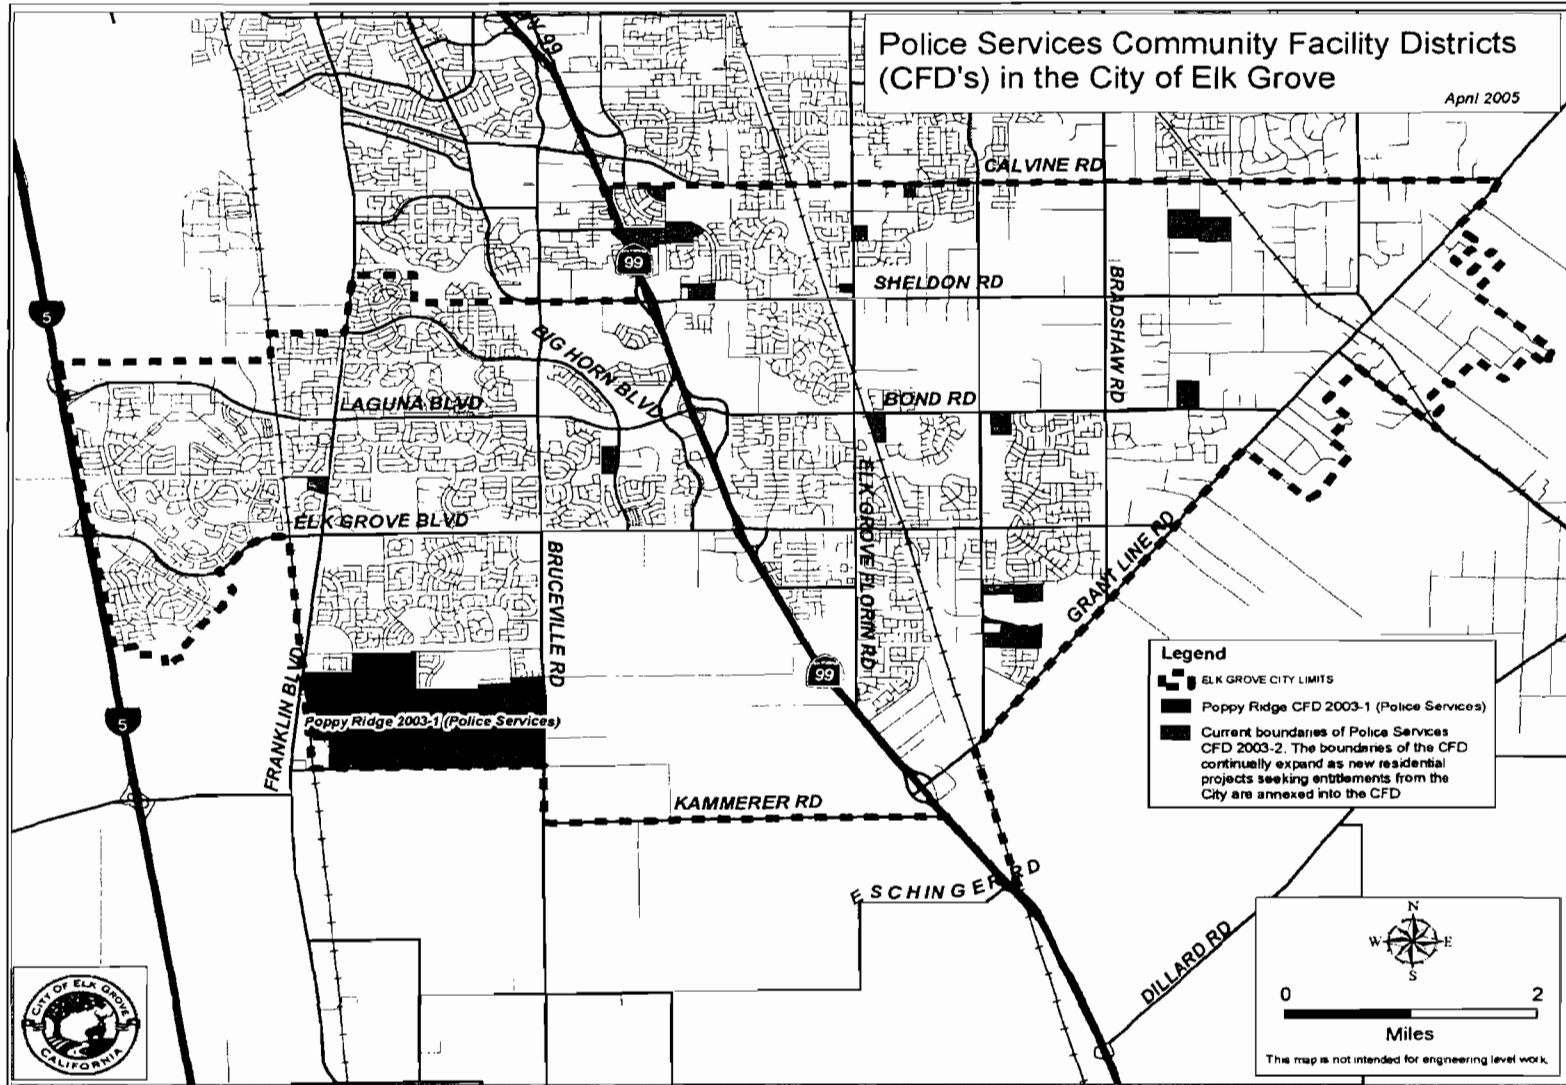 Police Services Community Facility Districts
(CFD's) in the City of Elk Grove
April 2005
HWY 99
CALVINE RD
99
SHELDON RD
BRADSHAW RD
5
BIG HORN BLVD
LAGUNA BLVD
BOND RD
ELK GROVE BLVD
ELK GROVE FLORIN RD
GRANT LINE RD
BRUCEVILLE RD
FRANKLIN BLVD
99
5
Poppy Ridge 2003-1 (Police Services)
Legend
ELK GROVE CITY LIMITS
Poppy Ridge CFD 2003-1 (Police Services)
Current boundaries of Police Services
CFD 2003-2. The boundaries of the CFD
continually expand as new residential
projects seeking entitlements from the
City are annexed into the CFD
KAMMERER RD
ESCHINGER RD
DILLARD RD
N
W E
S
0 2
Miles
This map is not intended for engineering level work.
CITY OF ELK GROVE
CALIFORNIA